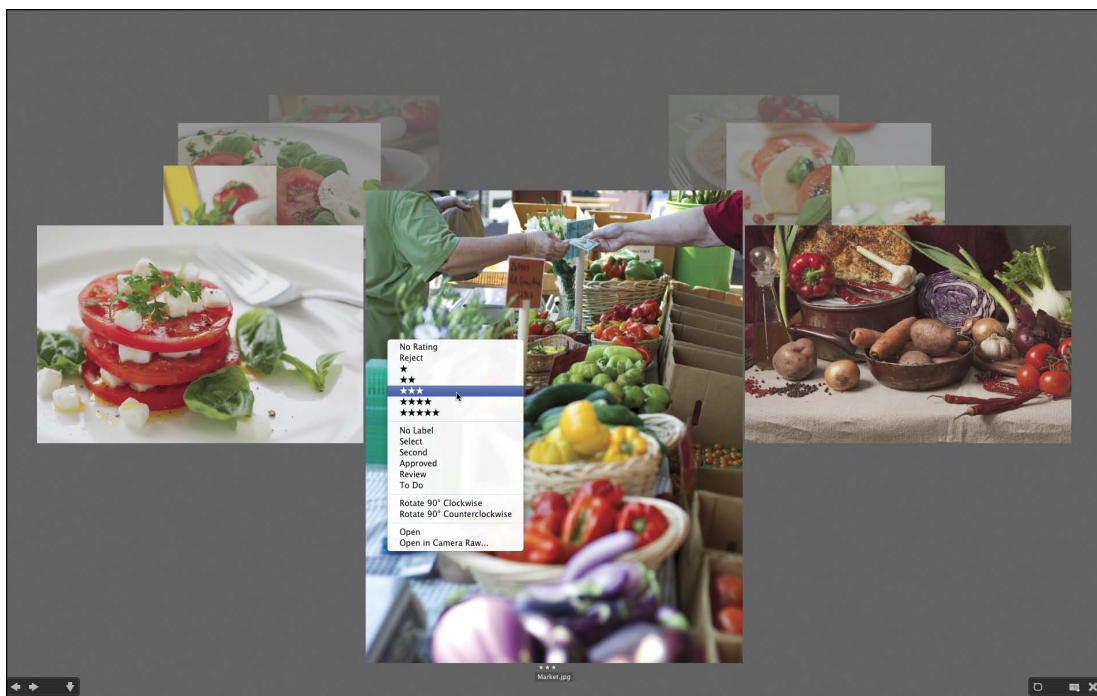 No Rating
Reject
★
★★
★★★
★★★★
★★★★★
No Label
Select
Second
Approved
Review
To Do
Rotate 90° Clockwise
Rotate 90° Counterclockwise
Open
Open in Camera Raw...
★★★
Market.jpg